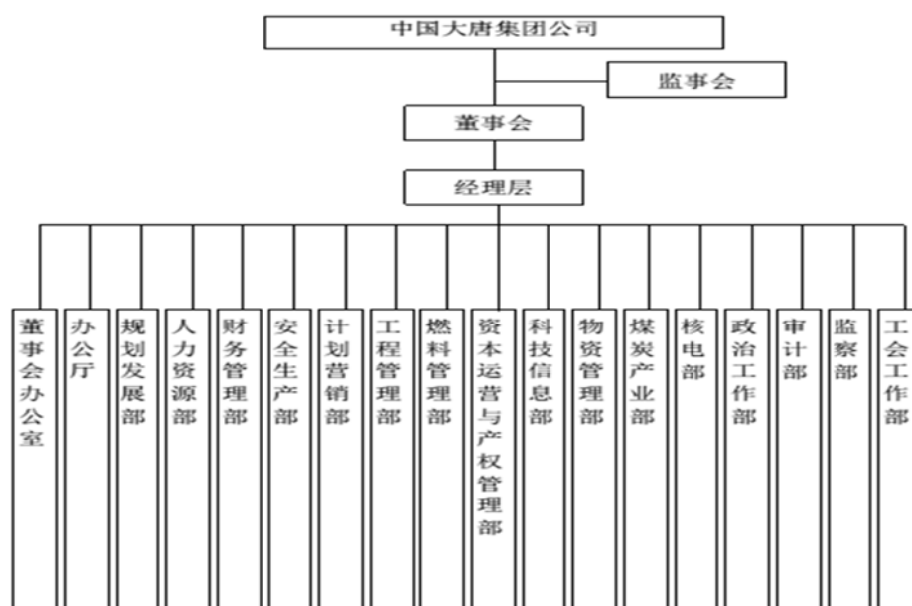 中国大唐集团公司
监事会
董事会
经理层
董事会办公室
办公厅
规划发展部
人力资源部
财务管理部
安全生产部
计划营销部
工程管理部
燃料管理部
资本运营与产权管理部
科技信息部
物资管理部
煤炭产业部
核电部
政治工作部
审计部
监察部
工会工作部